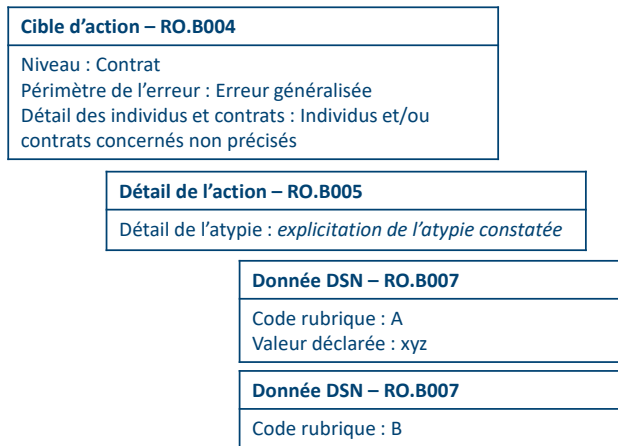 Cible d’action – RO.B004
Niveau : Contrat
Périmètre de l’erreur : Erreur généralisée
Détail des individus et contrats : Individus et/ou
contrats concernés non précisés
Détail de l’action – RO.B005
Détail de l’atypie : explicitation de l’atypie constatée
Donnée DSN – RO.B007
Code rubrique : A
Valeur déclarée : xyz
Donnée DSN – RO.B007
Code rubrique : B